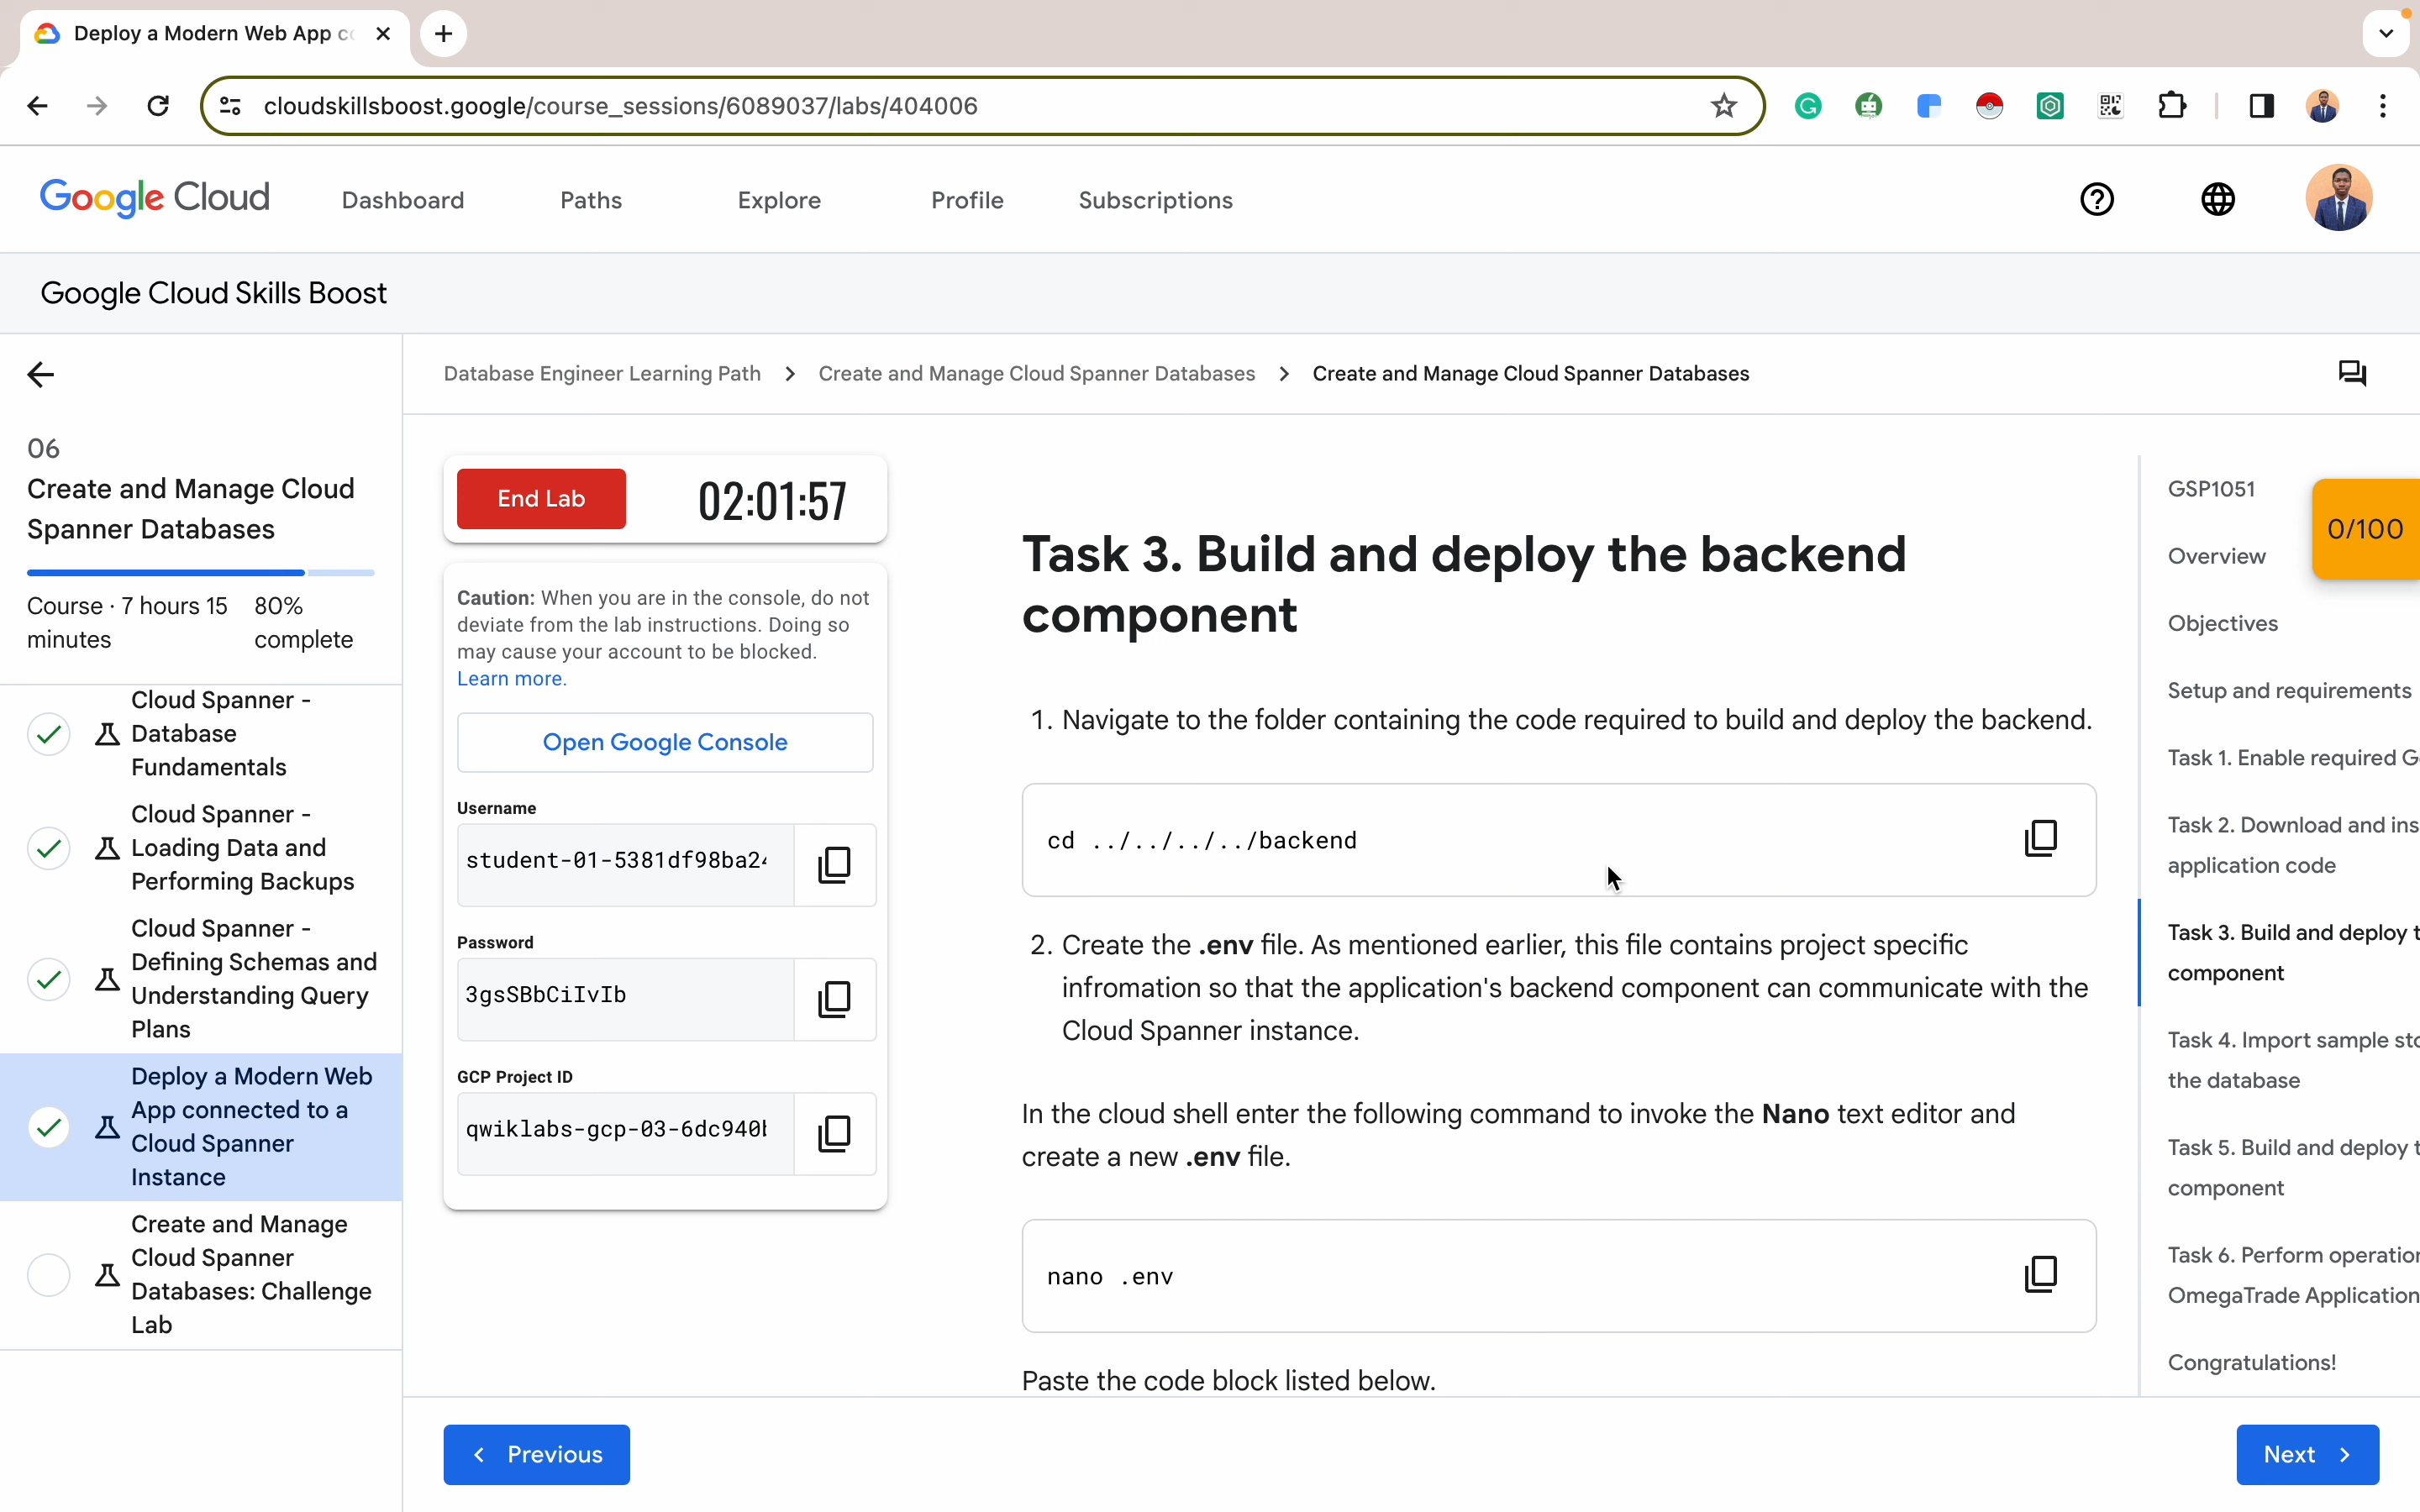 Deploy a Modern Web App
cloudskillsboost.google/course_sessions/6089037/labs/404006
Google Cloud
Dashboard
Paths
Explore
Profile
Subscriptions
Google Cloud Skills Boost
06
Create and Manage Cloud
Spanner Databases
Course · 7 hours 15
minutes
80%
complete
Cloud Spanner -
Database
Fundamentals
Cloud Spanner -
Loading Data and
Performing Backups
Cloud Spanner -
Defining Schemas and
Understanding Query
Plans
Deploy a Modern Web
App connected to a
Cloud Spanner
Instance
Create and Manage
Cloud Spanner
Databases: Challenge
Lab
Database Engineer Learning Path > Create and Manage Cloud Spanner Databases > Create and Manage Cloud Spanner Databases
End Lab
02:01:57
Caution: When you are in the console, do not
deviate from the lab instructions. Doing so
may cause your account to be blocked.
Learn more.
Open Google Console
Username
student-01-5381df98ba24
Password
3gsSBbCiIvIb
GCP Project ID
qwiklabs-gcp-03-6dc940b
Task 3. Build and deploy the backend
component
1. Navigate to the folder containing the code required to build and deploy the backend.
cd ../../../../backend
2. Create the .env file. As mentioned earlier, this file contains project specific
infromation so that the application's backend component can communicate with the
Cloud Spanner instance.
In the cloud shell enter the following command to invoke the Nano text editor and
create a new .env file.
nano .env
Paste the code block listed below.
GSP1051
0/100
Overview
Objectives
Setup and requirements
Task 1. Enable required G
Task 2. Download and ins
application code
Task 3. Build and deploy t
component
Task 4. Import sample sto
the database
Task 5. Build and deploy t
component
Task 6. Perform operation
OmegaTrade Application
Congratulations!
Previous
Next